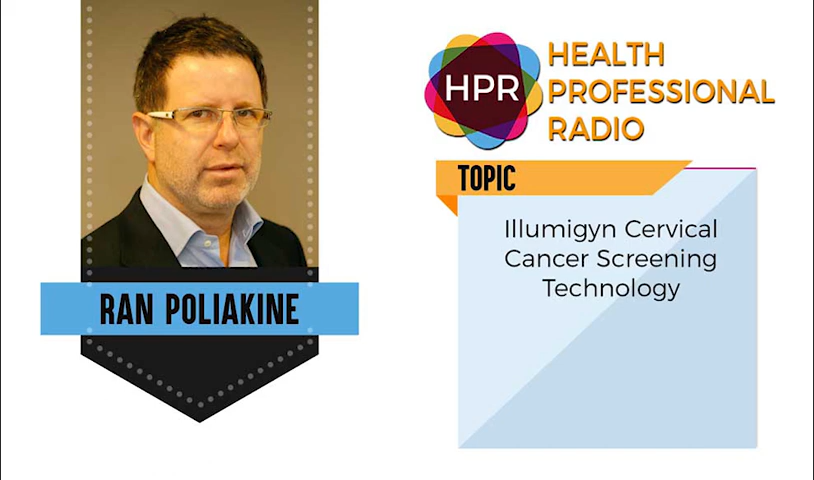 RAN POLIAKINE
HPR
HEALTH
PROFESSIONAL
RADIO
TOPIC
Illumigyn Cervical
Cancer Screening
Technology